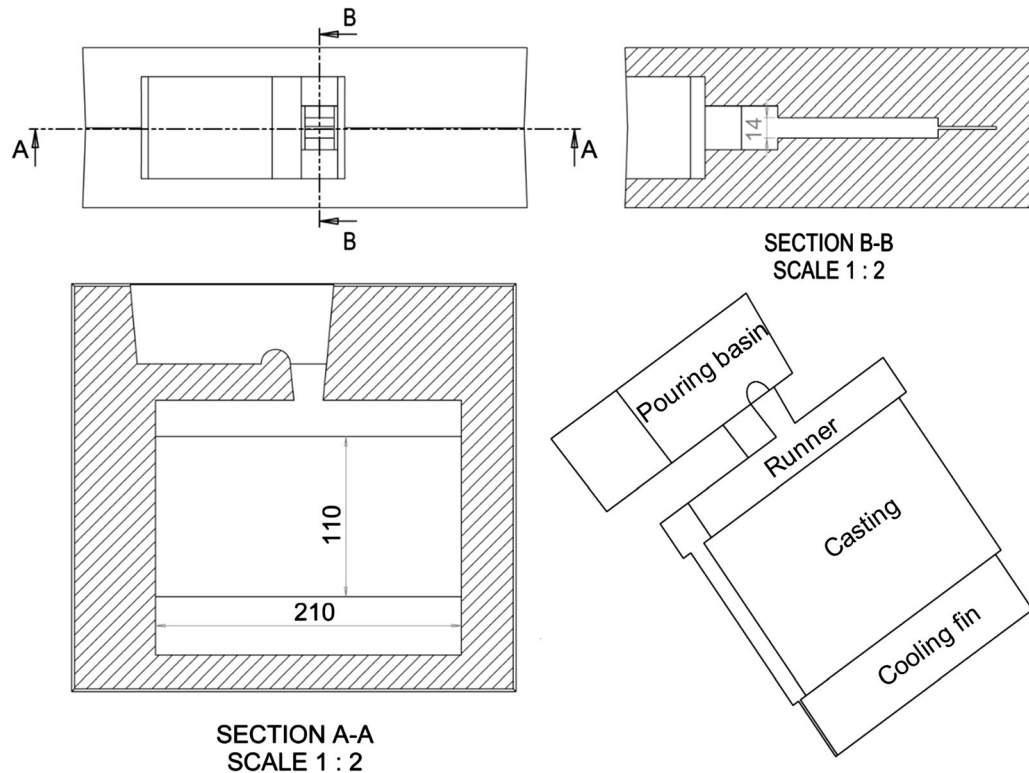 B
A
A
B
14
SECTION B-B
SCALE 1 : 2
110
210
SECTION A-A
SCALE 1 : 2
Pouring basin
Runner
Casting
Cooling fin